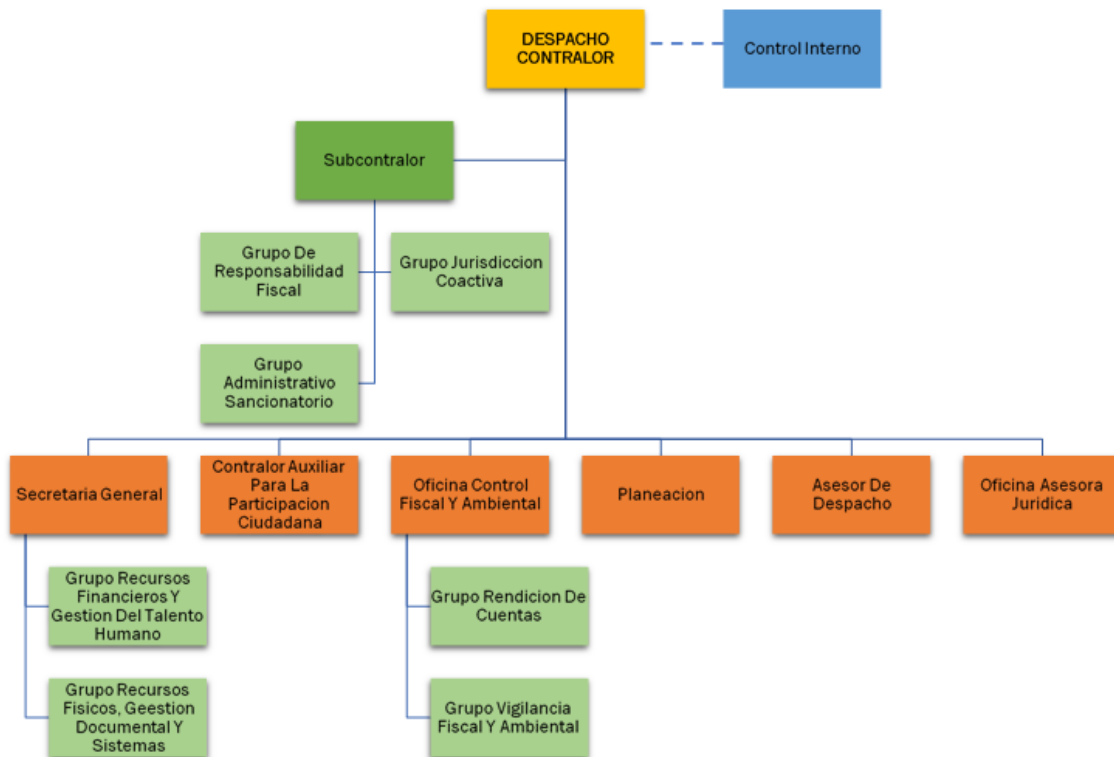 DESPACHO
CONTRALOR
Control Interno
Subcontralor
Grupo De
Responsabilidad
Fiscal
Grupo Jurisdiccion
Coactiva
Grupo
Administrativo
Sancionatorio
Secretaria General
Contralor Auxiliar
Para La
Participacion
Ciudadana
Oficina Control
Fiscal Y Ambiental
Planeacion
Asesor De
Despacho
Oficina Asesora
Juridica
Grupo Recursos
Financieros Y
Gestion Del Talento
Humano
Grupo Rendicion De
Cuentas
Grupo Recursos
Fisicos, Geestion
Documental Y
Sistemas
Grupo Vigilancia
Fiscal Y Ambiental